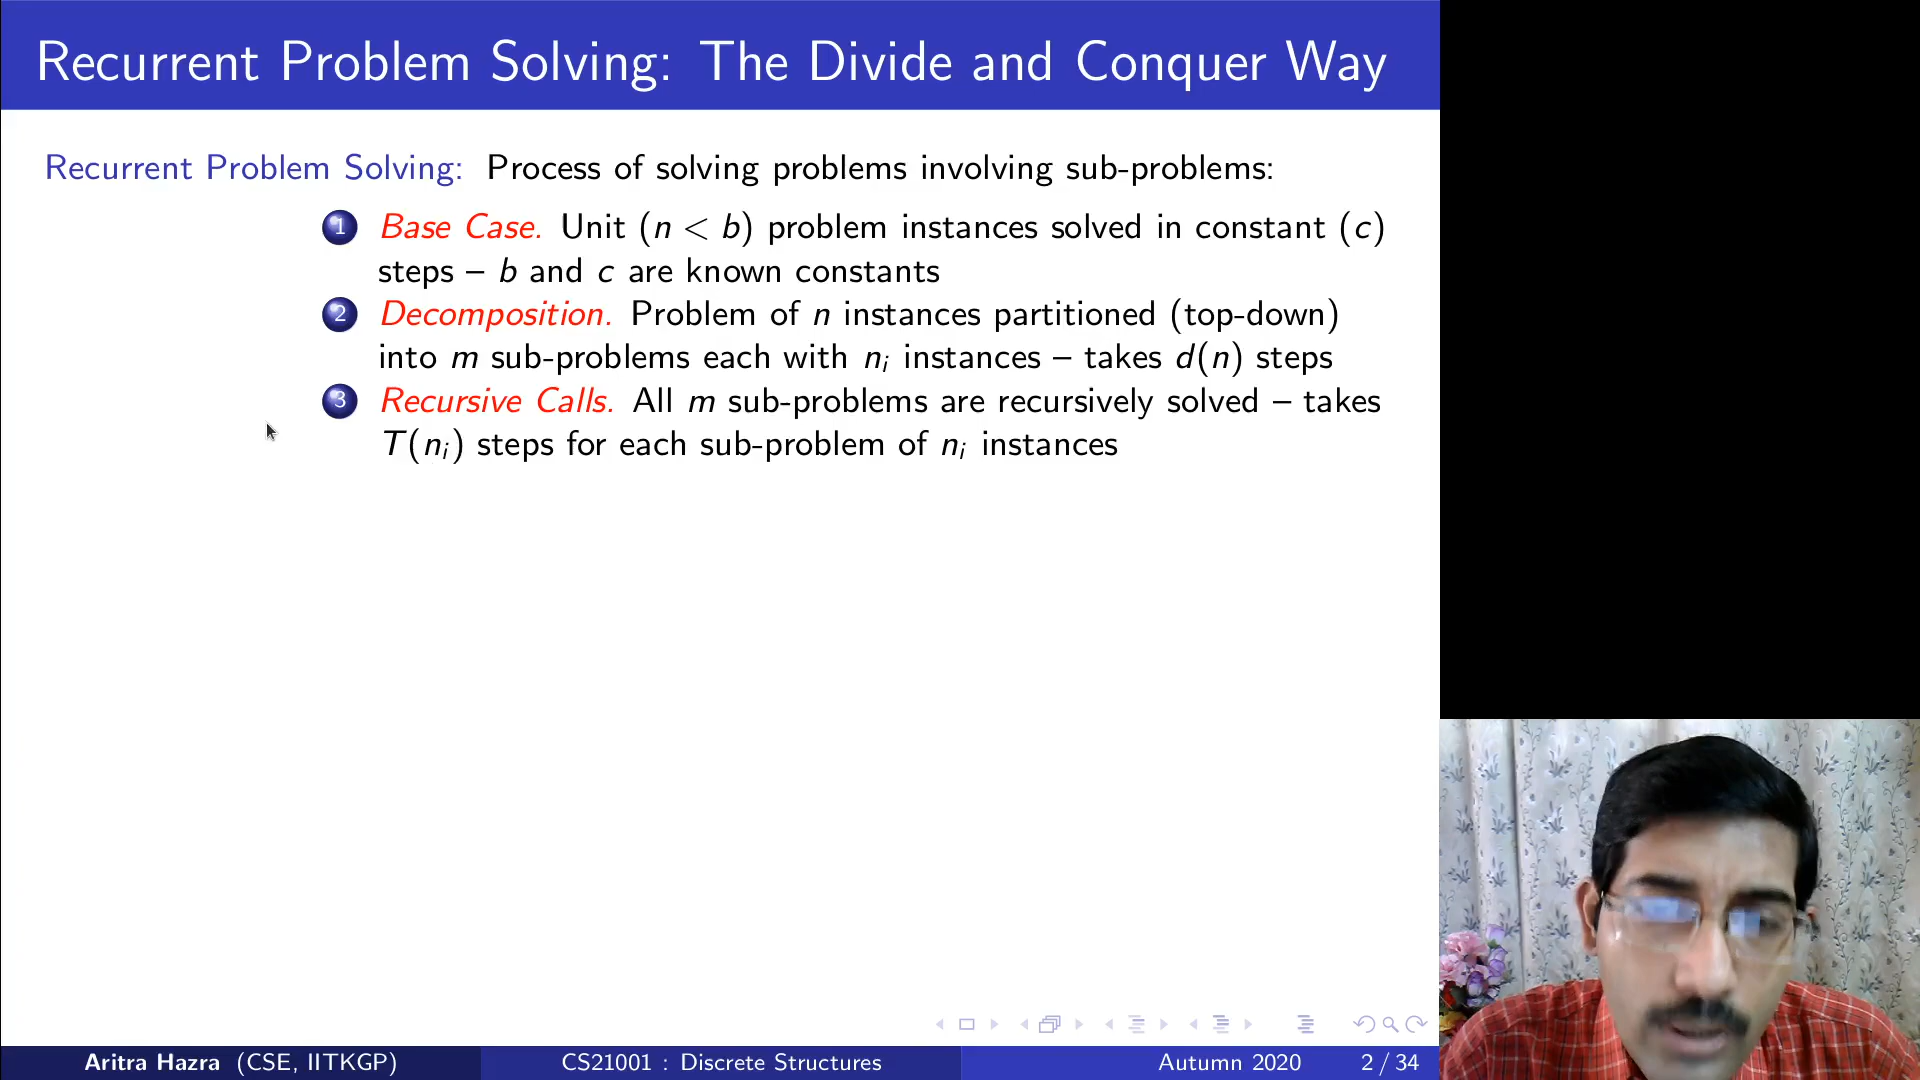 Recurrent Problem Solving: The Divide and Conquer Way
Recurrent Problem Solving: Process of solving problems involving sub-problems:
1 Base Case. Unit (n < b) problem instances solved in constant (c)
steps – b and c are known constants
2 Decomposition. Problem of n instances partitioned (top-down)
into m sub-problems each with nᵢ instances – takes d(n) steps
3 Recursive Calls. All m sub-problems are recursively solved – takes
T(nᵢ) steps for each sub-problem of nᵢ instances
Aritra Hazra (CSE, IITKGP) CS21001 : Discrete Structures Autumn 2020 2 / 34